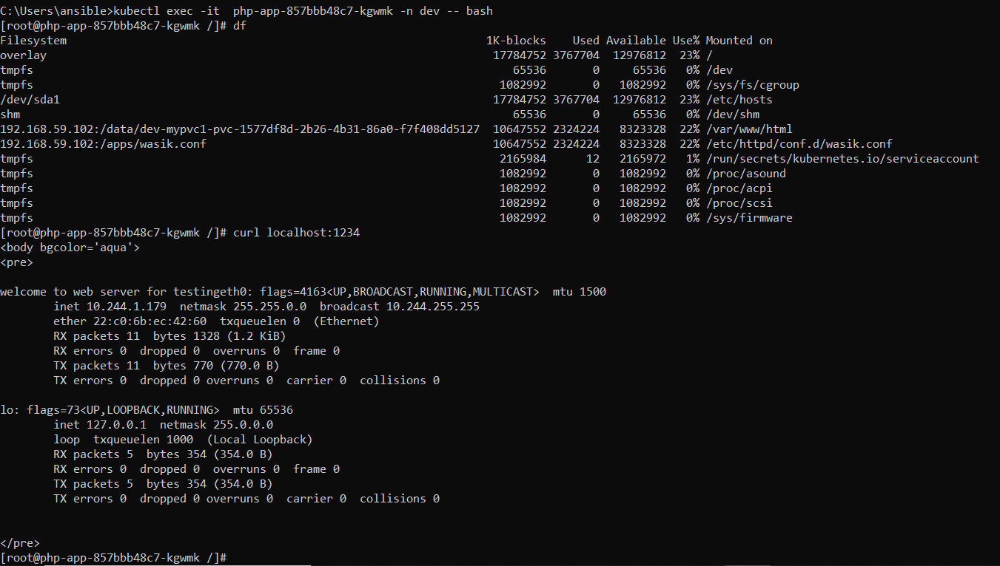 C:\Users\ansible>kubectl exec -it  php-app-857bbb48c7-kgwmk -n dev -- bash
[root@php-app-857bbb48c7-kgwmk /]# df
Filesystem                                                               1K-blocks    Used Available Use% Mounted on
overlay                                                                   17784752 3767704  12976812  23% /
tmpfs                                                                        65536       0     65536   0% /dev
tmpfs                                                                      1082992       0   1082992   0% /sys/fs/cgroup
/dev/sda1                                                                 17784752 3767704  12976812  23% /etc/hosts
shm                                                                          65536       0     65536   0% /dev/shm
192.168.59.102:/data/dev-mypvc1-pvc-1577df8d-2b26-4b31-86a0-f7f408dd5127  10647552 2324224   8323328  22% /var/www/html
192.168.59.102:/apps/wasik.conf                                           10647552 2324224   8323328  22% /etc/httpd/conf.d/wasik.conf
tmpfs                                                                      2165984      12   2165972   1% /run/secrets/kubernetes.io/serviceaccount
tmpfs                                                                      1082992       0   1082992   0% /proc/asound
tmpfs                                                                      1082992       0   1082992   0% /proc/acpi
tmpfs                                                                      1082992       0   1082992   0% /proc/scsi
tmpfs                                                                      1082992       0   1082992   0% /sys/firmware
[root@php-app-857bbb48c7-kgwmk /]# curl localhost:1234
<body bgcolor='aqua'>
<pre>
welcome to web server for testingeth0: flags=4163<UP,BROADCAST,RUNNING,MULTICAST>  mtu 1500
        inet 10.244.1.179  netmask 255.255.0.0  broadcast 10.244.255.255
        ether 22:c0:6b:ec:42:60  txqueuelen 0  (Ethernet)
        RX packets 11  bytes 1328 (1.2 KiB)
        RX errors 0  dropped 0  overruns 0  frame 0
        TX packets 11  bytes 770 (770.0 B)
        TX errors 0  dropped 0 overruns 0  carrier 0  collisions 0
lo: flags=73<UP,LOOPBACK,RUNNING>  mtu 65536
        inet 127.0.0.1  netmask 255.0.0.0
        loop  txqueuelen 1000  (Local Loopback)
        RX packets 5  bytes 354 (354.0 B)
        RX errors 0  dropped 0  overruns 0  frame 0
        TX packets 5  bytes 354 (354.0 B)
        TX errors 0  dropped 0 overruns 0  carrier 0  collisions 0
</pre>
[root@php-app-857bbb48c7-kgwmk /]#